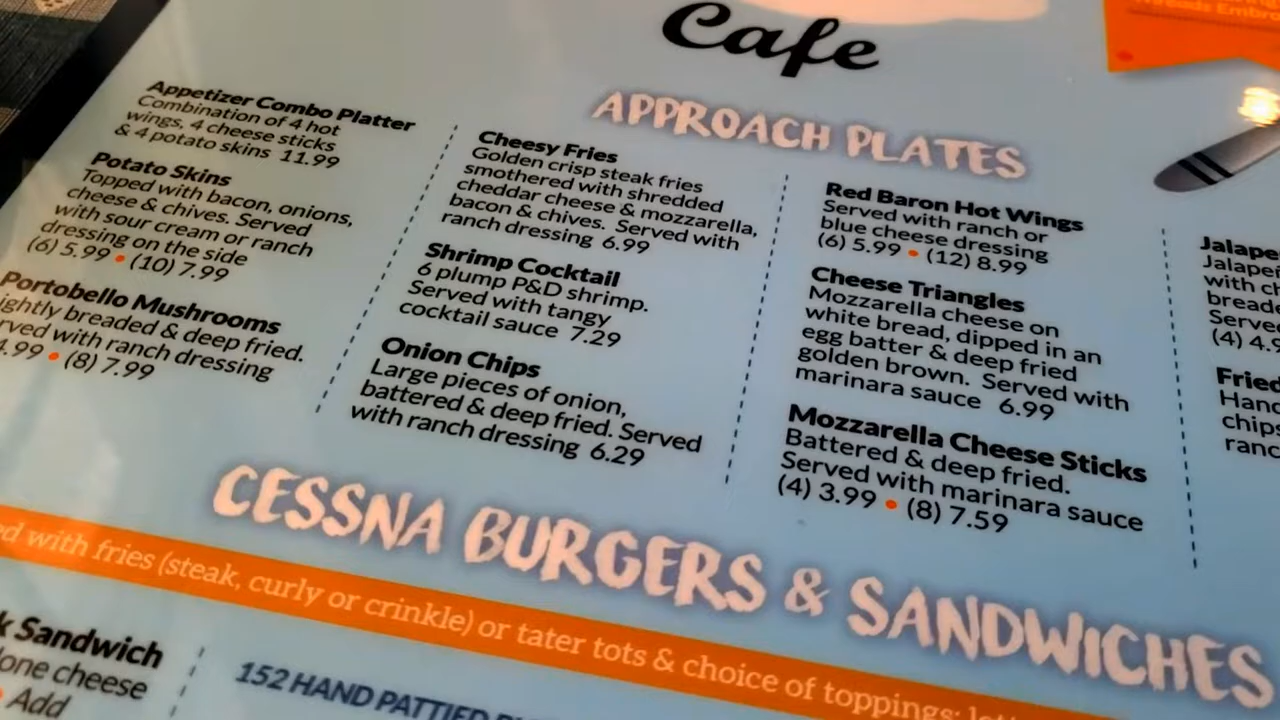 Cafe
APPROACH PLATES
Appetizer Combo Platter
Combination of 4 hot
wings, 4 cheese sticks
& 4 potato skins 11.99
Potato Skins
Topped with bacon, onions,
cheese & chives. Served
with sour cream or ranch
dressing on the side
(6) 5.99 • (10) 7.99
Portobello Mushrooms
ightly breaded & deep fried.
rved with ranch dressing
.99 • (8) 7.99
Cheesy Fries
Golden crisp steak fries
smothered with shredded
cheddar cheese & mozzarella,
bacon & chives. Served with
ranch dressing 6.99
Shrimp Cocktail
6 plump P&D shrimp.
Served with tangy
cocktail sauce 7.29
Onion Chips
Large pieces of onion,
battered & deep fried. Served
with ranch dressing 6.29
Red Baron Hot Wings
Served with ranch or
blue cheese dressing
(6) 5.99 • (12) 8.99
Cheese Triangles
Mozzarella cheese on
white bread, dipped in an
egg batter & deep fried
golden brown. Served with
marinara sauce 6.99
Mozzarella Cheese Sticks
Battered & deep fried.
Served with marinara sauce
(4) 3.99 • (8) 7.59
Jalape
Jalape
with ch
breade
Serve
(4) 4.9
Fried
Hand
chips
ranc
CESSNA BURGERS & SANDWICHES
ed with fries (steak, curly or crinkle) or tater tots & choice of toppings:
k Sandwich
lone cheese
• Add
152 HAND PATTIED